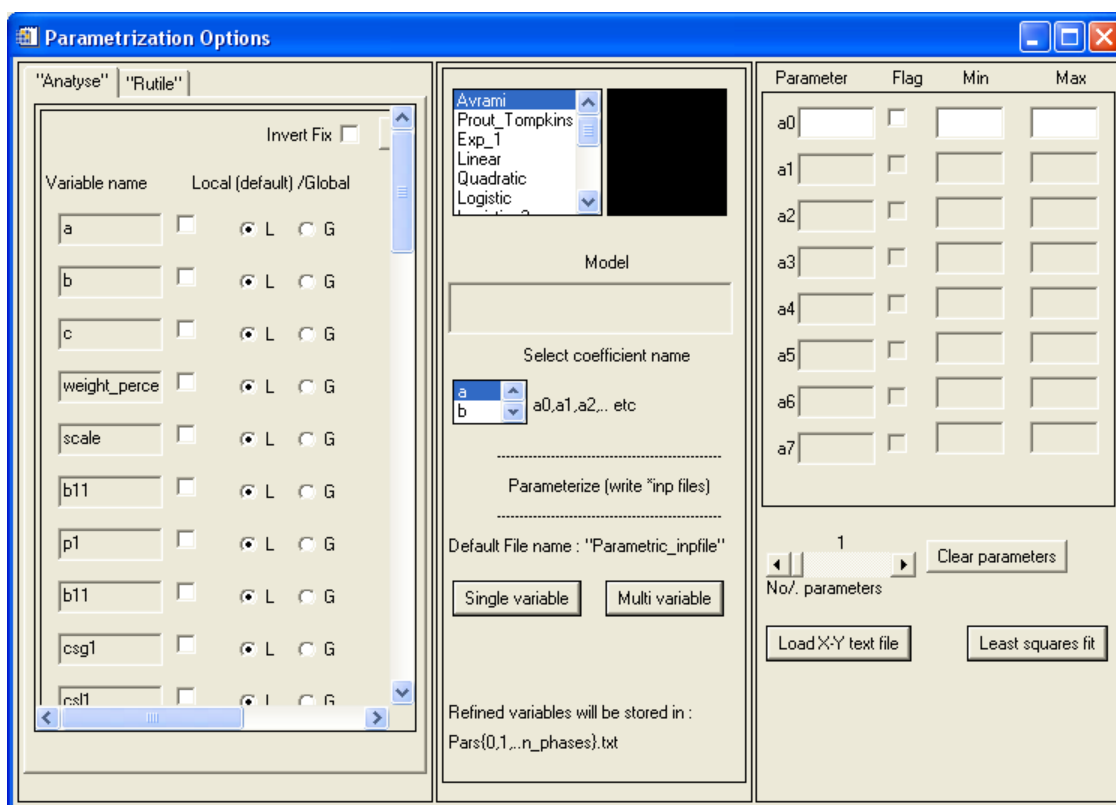 Parametrization Options
"Analyse" "Rutile"
Invert Fix
Variable name Local (default) /Global
a L G
b L G
c L G
weight_perce L G
scale L G
b11 L G
p1 L G
b11 L G
csg1 L G
csl1 L G
Avrami
Prout_Tompkins
Exp_1
Linear
Quadratic
Logistic
Model
Select coefficient name
a
b
a0,a1,a2,.. etc
Parameterize (write *inp files)
Default File name : "Parametric_inpfile"
Single variable Multi variable
Refined variables will be stored in :
Pars{0,1,..n_phases}.txt
Parameter Flag Min Max
a0
a1
a2
a3
a4
a5
a6
a7
1
No/. parameters
Clear parameters
Load X-Y text file Least squares fit